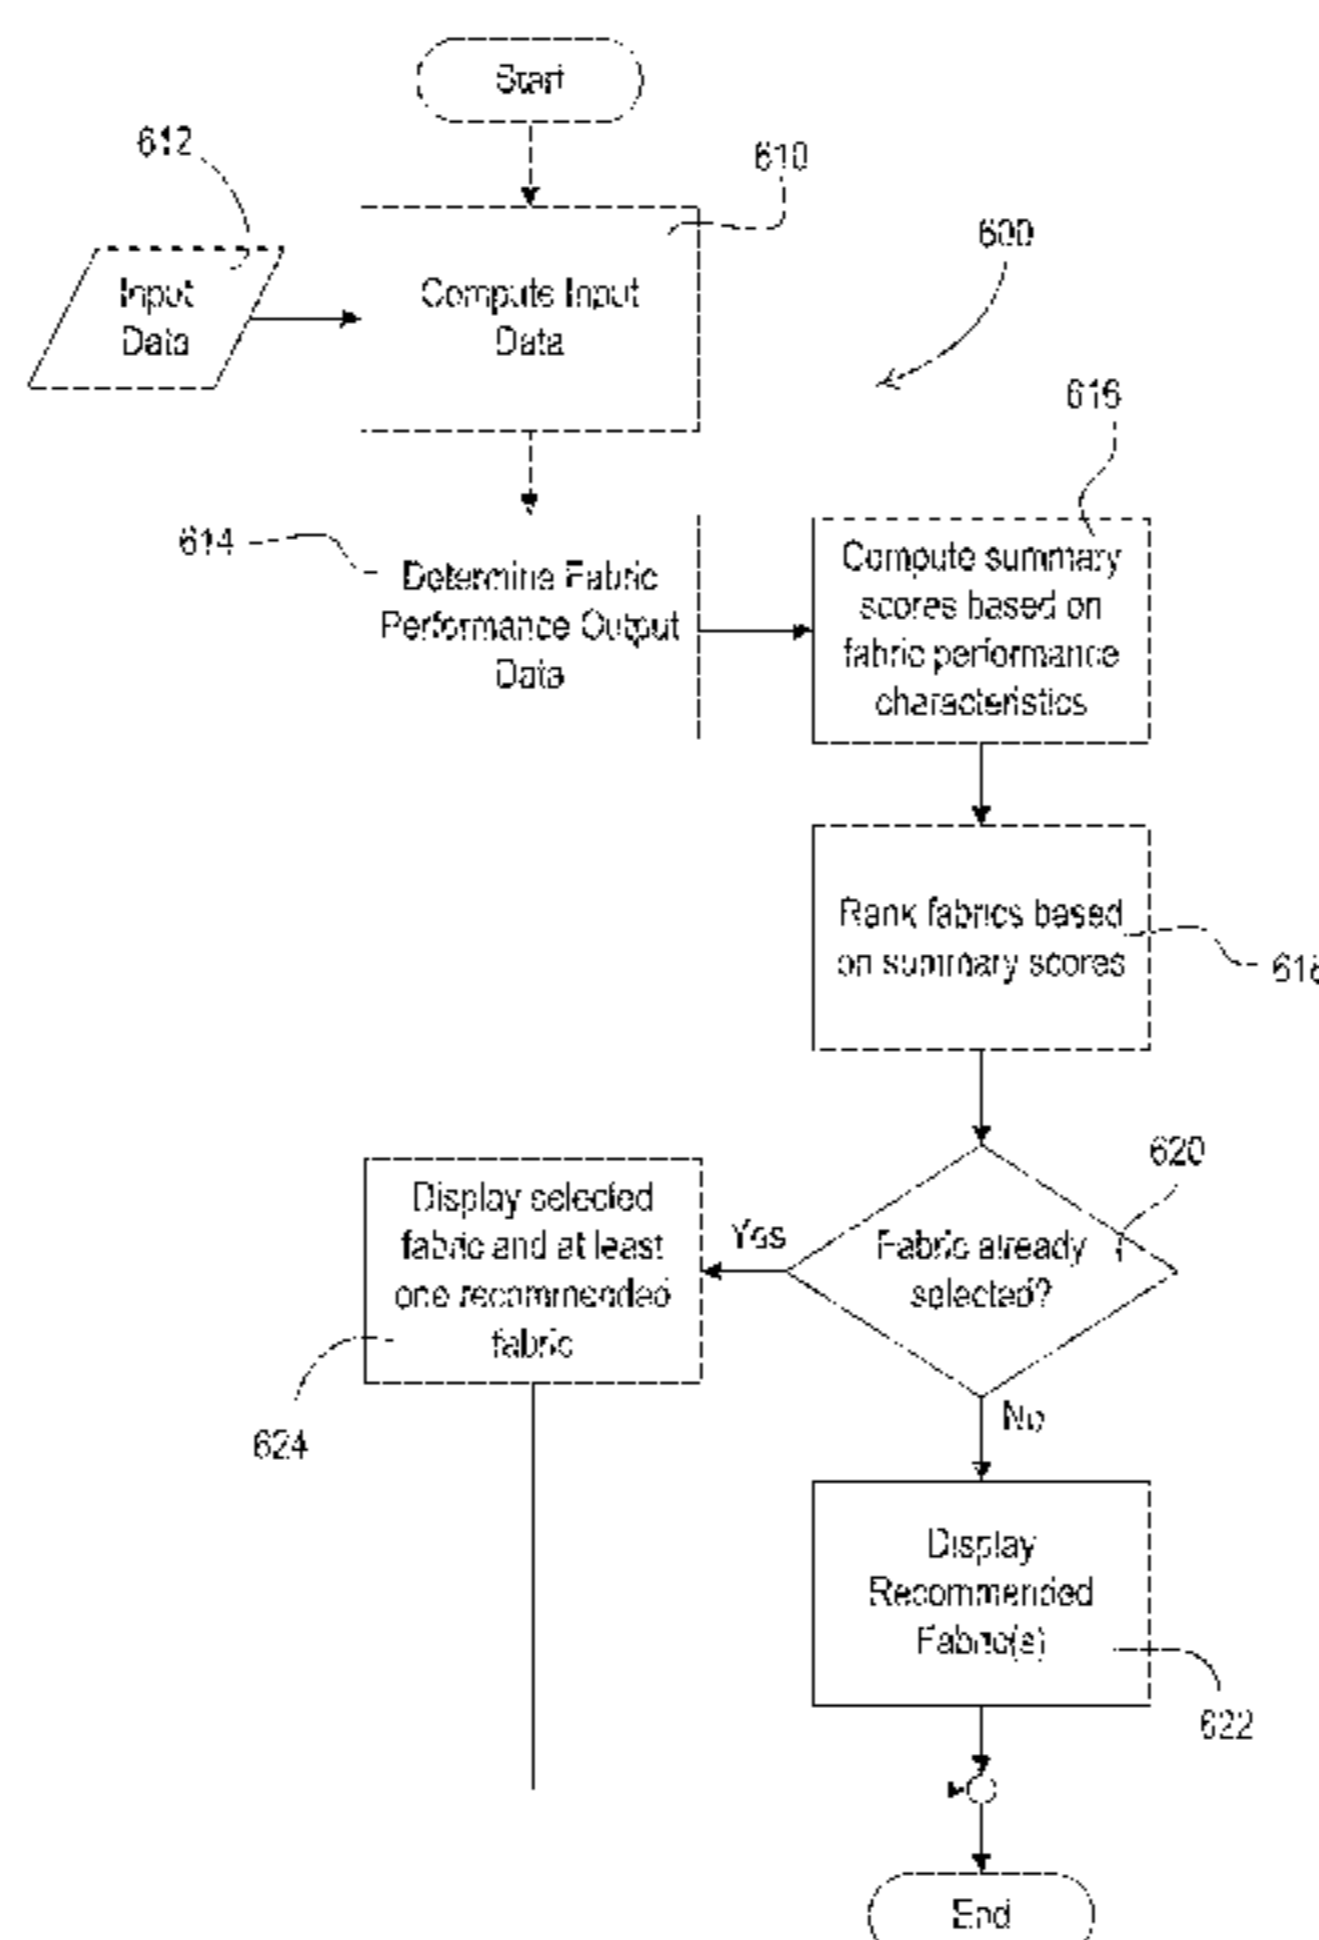 Start
612
610
Input
Data
Compute Input
Data
600
616
614
Determine Fabric
Performance Output
Data
Compute summary
scores based on
fabric performance
characteristics
Rank fabrics based
on summary scores
620
Display selected
fabric and at least
one recommended
fabric
Yes
Fabric already
selected?
624
No
Display
Recommended
Fabric(s)
622
End